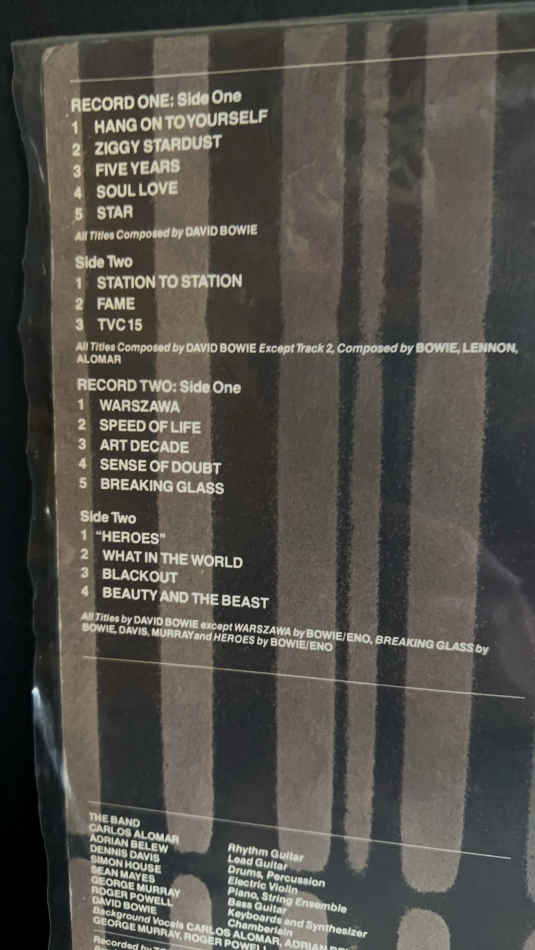 RECORD ONE: Side One
1 HANG ON TO YOURSELF
2 ZIGGY STARDUST
3 FIVE YEARS
4 SOUL LOVE
5 STAR
All Titles Composed by DAVID BOWIE
Side Two
1 STATION TO STATION
2 FAME
3 TVC 15
All Titles Composed by DAVID BOWIE Except Track 2, Composed by BOWIE, LENNON,
ALOMAR
RECORD TWO: Side One
1 WARSZAWA
2 SPEED OF LIFE
3 ART DECADE
4 SENSE OF DOUBT
5 BREAKING GLASS
Side Two
1 "HEROES"
2 WHAT IN THE WORLD
3 BLACKOUT
4 BEAUTY AND THE BEAST
All Titles by DAVID BOWIE except WARSZAWA by BOWIE/ENO, BREAKING GLASS by
BOWIE, DAVIS, MURRAY and HEROES by BOWIE/ENO
THE BAND
CARLOS ALOMAR Rhythm Guitar
ADRIAN BELEW Lead Guitar
DENNIS DAVIS Drums, Percussion
SIMON HOUSE Electric Violin
SEAN MAYES Piano, String Ensemble
GEORGE MURRAY Bass Guitar
ROGER POWELL Keyboards and Synthesizer
DAVID BOWIE Chamberlain
Background Vocals CARLOS ALOMAR, ADRIAN
GEORGE MURRAY, ROGER
Recorded by